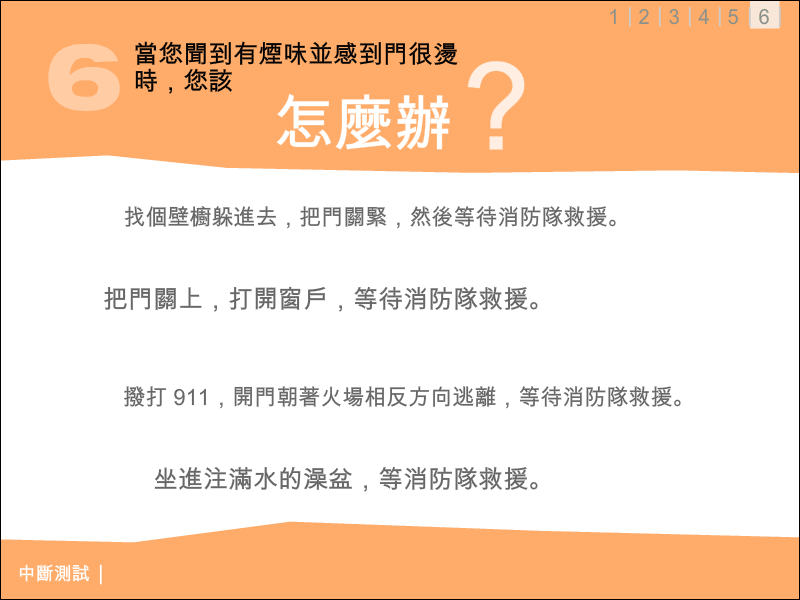 1 | 2 | 3 | 4 | 5 | 6
6
當您聞到有煙味並感到門很燙
時，您該
怎麼辦？
找個壁櫥躲進去，把門關緊，然後等待消防隊救援。
把門關上，打開窗戶，等待消防隊救援。
撥打 911，開門朝著火場相反方向逃離，等待消防隊救援。
坐進注滿水的澡盆，等消防隊救援。
中斷測試 |